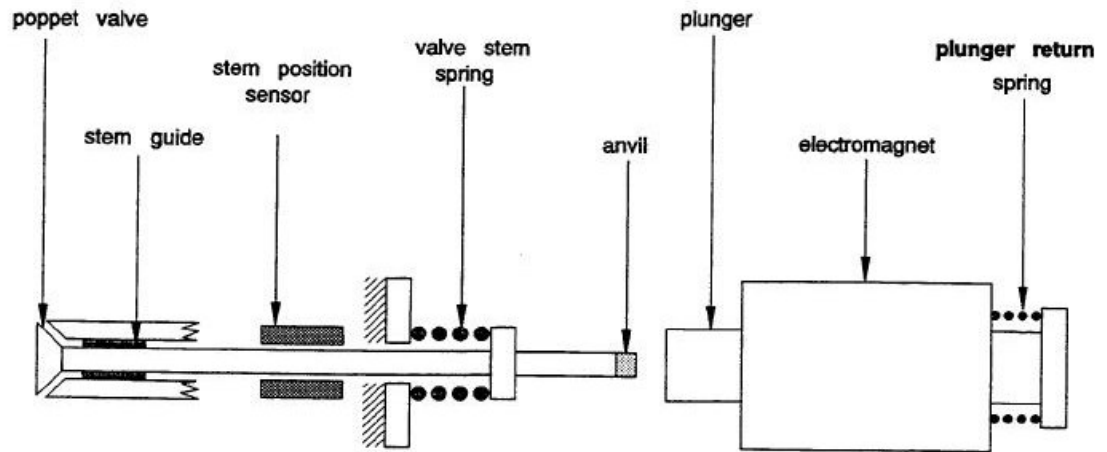 poppet valve
stem guide
stem position
sensor
valve stem
spring
anvil
plunger
electromagnet
plunger return
spring